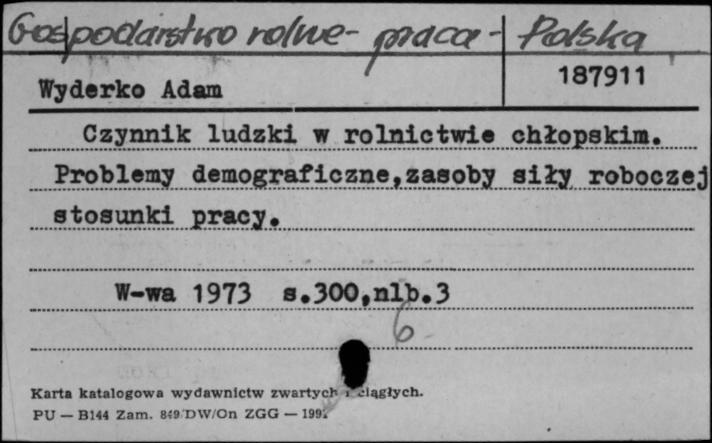 Gospodarstwo rolne - praca - Polska
187911
Wyderko Adam
Czynnik ludzki w rolnictwie chłopskim.
Problemy demograficzne,zasoby siły roboczej
stosunki pracy.
W-wa 1973 s.300,nlb.3
6
Karta katalogowa wydawnictw zwartych i ciągłych.
PU — B144 Zam. 849/DW/On ZGG —